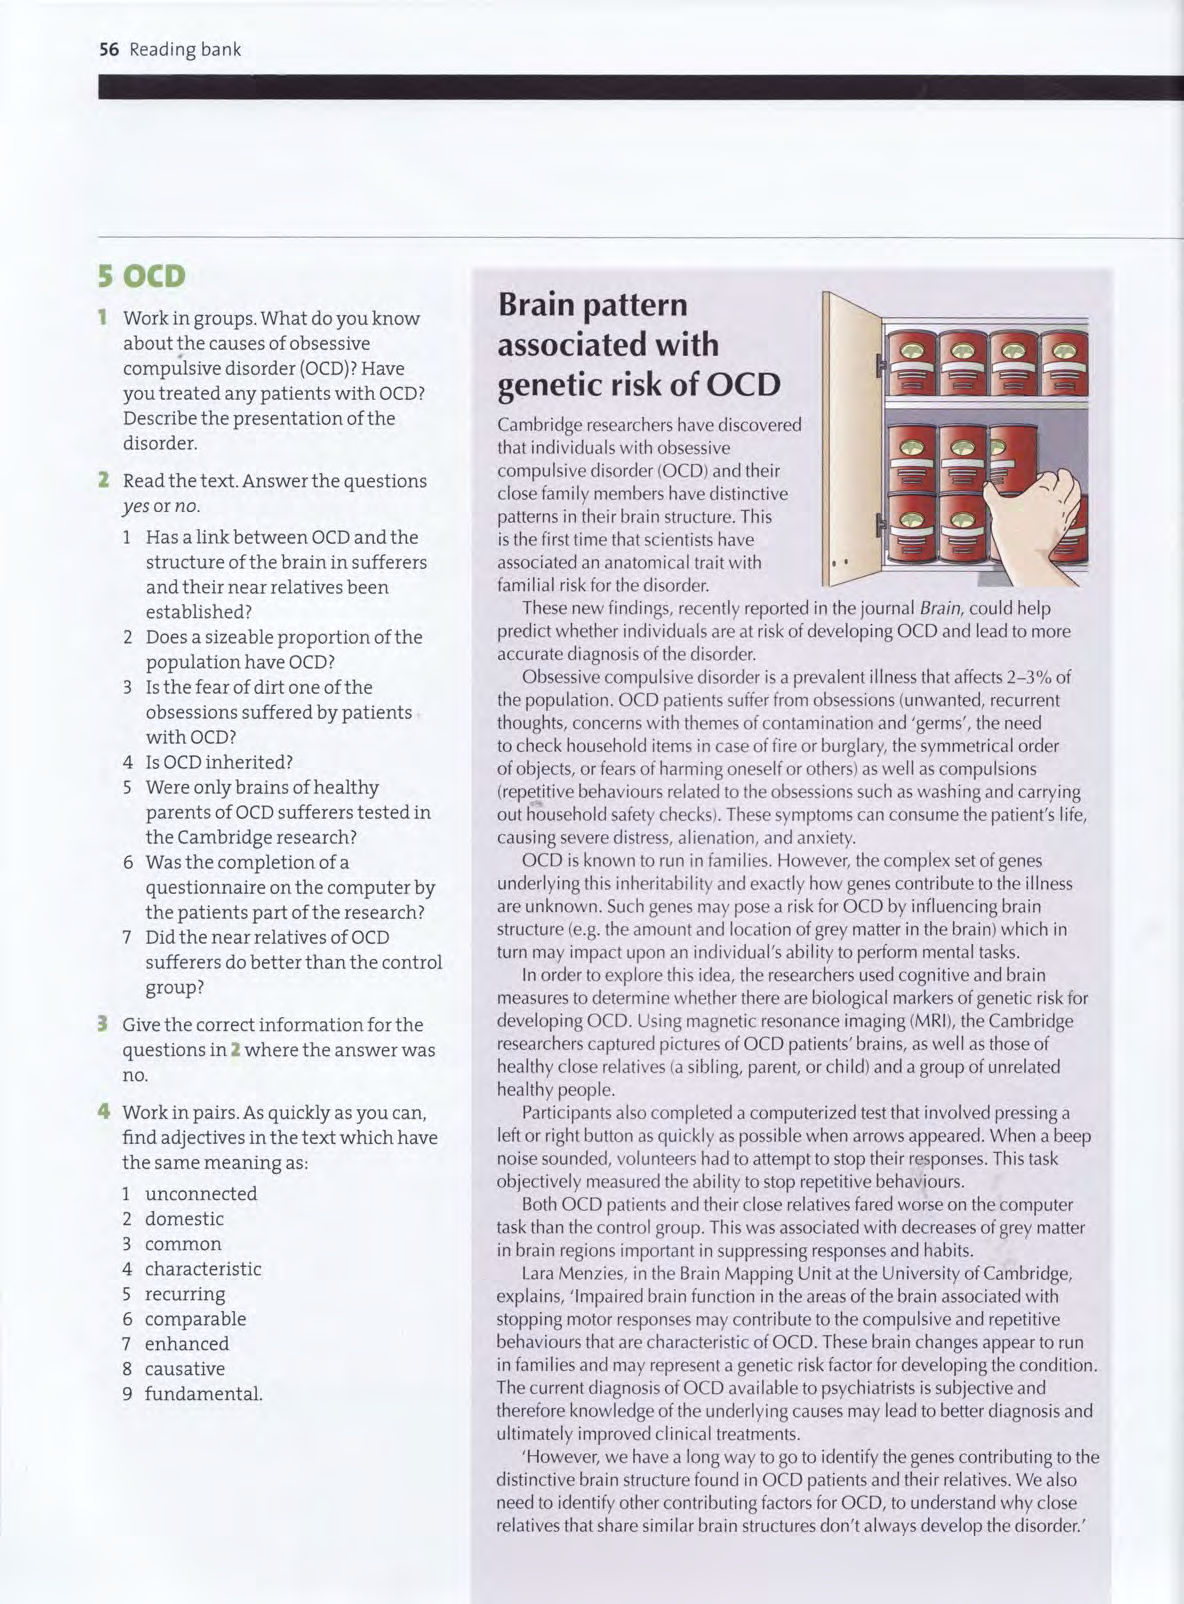 56 Reading bank
5 OCD
1 Work in groups. What do you know
about the causes of obsessive
compulsive disorder (OCD)? Have
you treated any patients with OCD?
Describe the presentation of the
disorder.
2 Read the text. Answer the questions
yes or no.
1 Has a link between OCD and the
structure of the brain in sufferers
and their near relatives been
established?
2 Does a sizeable proportion of the
population have OCD?
3 Is the fear of dirt one of the
obsessions suffered by patients
with OCD?
4 Is OCD inherited?
5 Were only brains of healthy
parents of OCD sufferers tested in
the Cambridge research?
6 Was the completion of a
questionnaire on the computer by
the patients part of the research?
7 Did the near relatives of OCD
sufferers do better than the control
group?
3 Give the correct information for the
questions in 2 where the answer was
no.
4 Work in pairs. As quickly as you can,
find adjectives in the text which have
the same meaning as:
1 unconnected
2 domestic
3 common
4 characteristic
5 recurring
6 comparable
7 enhanced
8 causative
9 fundamental.
Brain pattern
associated with
genetic risk of OCD
Cambridge researchers have discovered
that individuals with obsessive
compulsive disorder (OCD) and their
close family members have distinctive
patterns in their brain structure. This
is the first time that scientists have
associated an anatomical trait with
familial risk for the disorder.
These new findings, recently reported in the journal Brain, could help
predict whether individuals are at risk of developing OCD and lead to more
accurate diagnosis of the disorder.
Obsessive compulsive disorder is a prevalent illness that affects 2–3% of
the population. OCD patients suffer from obsessions (unwanted, recurrent
thoughts, concerns with themes of contamination and 'germs', the need
to check household items in case of fire or burglary, the symmetrical order
of objects, or fears of harming oneself or others) as well as compulsions
(repetitive behaviours related to the obsessions such as washing and carrying
out household safety checks). These symptoms can consume the patient's life,
causing severe distress, alienation, and anxiety.
OCD is known to run in families. However, the complex set of genes
underlying this inheritability and exactly how genes contribute to the illness
are unknown. Such genes may pose a risk for OCD by influencing brain
structure (e.g. the amount and location of grey matter in the brain) which in
turn may impact upon an individual's ability to perform mental tasks.
In order to explore this idea, the researchers used cognitive and brain
measures to determine whether there are biological markers of genetic risk for
developing OCD. Using magnetic resonance imaging (MRI), the Cambridge
researchers captured pictures of OCD patients' brains, as well as those of
healthy close relatives (a sibling, parent, or child) and a group of unrelated
healthy people.
Participants also completed a computerized test that involved pressing a
left or right button as quickly as possible when arrows appeared. When a beep
noise sounded, volunteers had to attempt to stop their responses. This task
objectively measured the ability to stop repetitive behaviours.
Both OCD patients and their close relatives fared worse on the computer
task than the control group. This was associated with decreases of grey matter
in brain regions important in suppressing responses and habits.
Lara Menzies, in the Brain Mapping Unit at the University of Cambridge,
explains, 'Impaired brain function in the areas of the brain associated with
stopping motor responses may contribute to the compulsive and repetitive
behaviours that are characteristic of OCD. These brain changes appear to run
in families and may represent a genetic risk factor for developing the condition.
The current diagnosis of OCD available to psychiatrists is subjective and
therefore knowledge of the underlying causes may lead to better diagnosis and
ultimately improved clinical treatments.
'However, we have a long way to go to identify the genes contributing to the
distinctive brain structure found in OCD patients and their relatives. We also
need to identify other contributing factors for OCD, to understand why close
relatives that share similar brain structures don't always develop the disorder.'